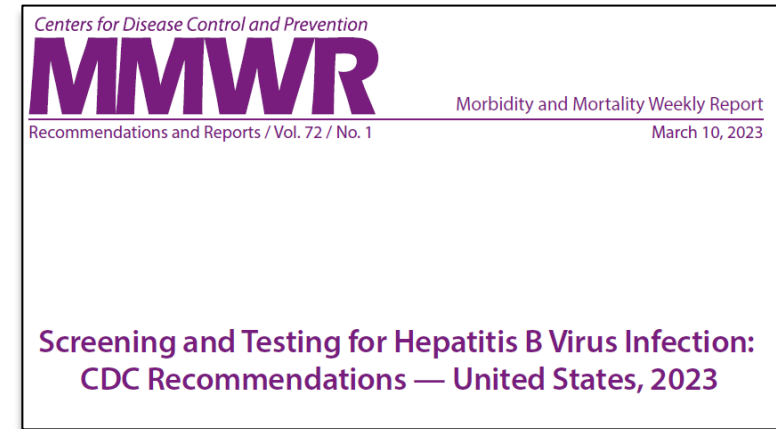 Centers for Disease Control and Prevention
MMWR
Morbidity and Mortality Weekly Report
Recommendations and Reports / Vol. 72 / No. 1
March 10, 2023
Screening and Testing for Hepatitis B Virus Infection:
CDC Recommendations — United States, 2023